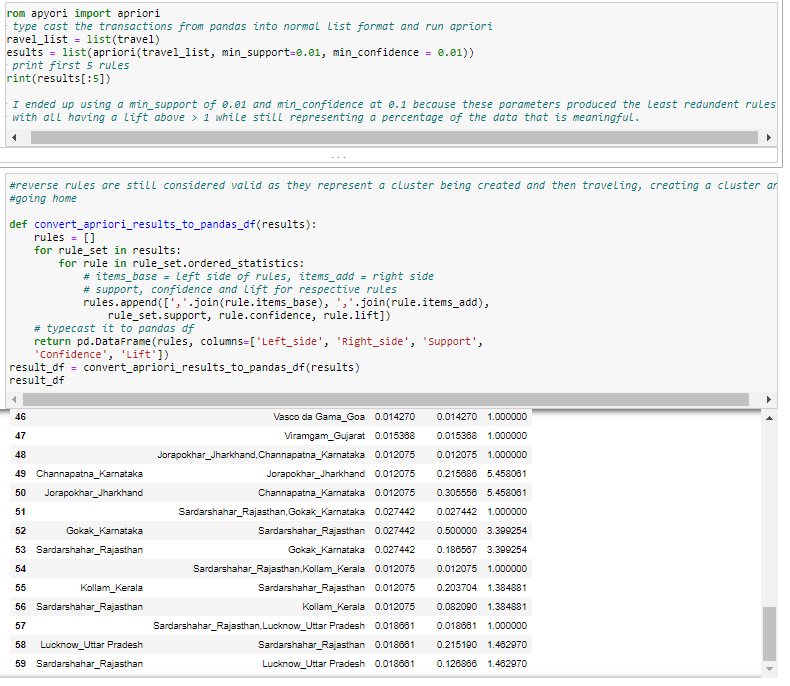 rom apyori import apriori
type cast the transactions from pandas into normal list format and run apriori
ravel_list = list(travel)
esults = list(apriori(travel_list, min_support=0.01, min_confidence = 0.01))
print first 5 rules
rint(results[:5])
I ended up using a min_support of 0.01 and min_confidence at 0.1 because these parameters produced the least redundent rules
with all having a lift above > 1 while still representing a percentage of the data that is meaningful.
...
#reverse rules are still considered valid as they represent a cluster being created and then traveling, creating a cluster an
#going home
def convert_apriori_results_to_pandas_df(results):
rules = []
for rule_set in results:
for rule in rule_set.ordered_statistics:
# items_base = left side of rules, items_add = right side
# support, confidence and lift for respective rules
rules.append([','.join(rule.items_base), ','.join(rule.items_add),
rule_set.support, rule.confidence, rule.lift])
# typecast it to pandas df
return pd.DataFrame(rules, columns=['Left_side', 'Right_side', 'Support',
'Confidence', 'Lift'])
result_df = convert_apriori_results_to_pandas_df(results)
result_df
46 Vasco da Gama_Goa 0.014270 0.014270 1.000000
47 Viramgam_Gujarat 0.015368 0.015368 1.000000
48 Jorapokhar_Jharkhand,Channapatna_Karnataka 0.012075 0.012075 1.000000
49 Channapatna_Karnataka Jorapokhar_Jharkhand 0.012075 0.215686 5.458061
50 Jorapokhar_Jharkhand Channapatna_Karnataka 0.012075 0.305556 5.458061
51 Sardarshahar_Rajasthan,Gokak_Karnataka 0.027442 0.027442 1.000000
52 Gokak_Karnataka Sardarshahar_Rajasthan 0.027442 0.500000 3.399254
53 Sardarshahar_Rajasthan Gokak_Karnataka 0.027442 0.186567 3.399254
54 Sardarshahar_Rajasthan,Kollam_Kerala 0.012075 0.012075 1.000000
55 Kollam_Kerala Sardarshahar_Rajasthan 0.012075 0.203704 1.384881
56 Sardarshahar_Rajasthan Kollam_Kerala 0.012075 0.082090 1.384881
57 Sardarshahar_Rajasthan,Lucknow_Uttar Pradesh 0.018661 0.018661 1.000000
58 Lucknow_Uttar Pradesh Sardarshahar_Rajasthan 0.018661 0.215190 1.462970
59 Sardarshahar_Rajasthan Lucknow_Uttar Pradesh 0.018661 0.126866 1.462970